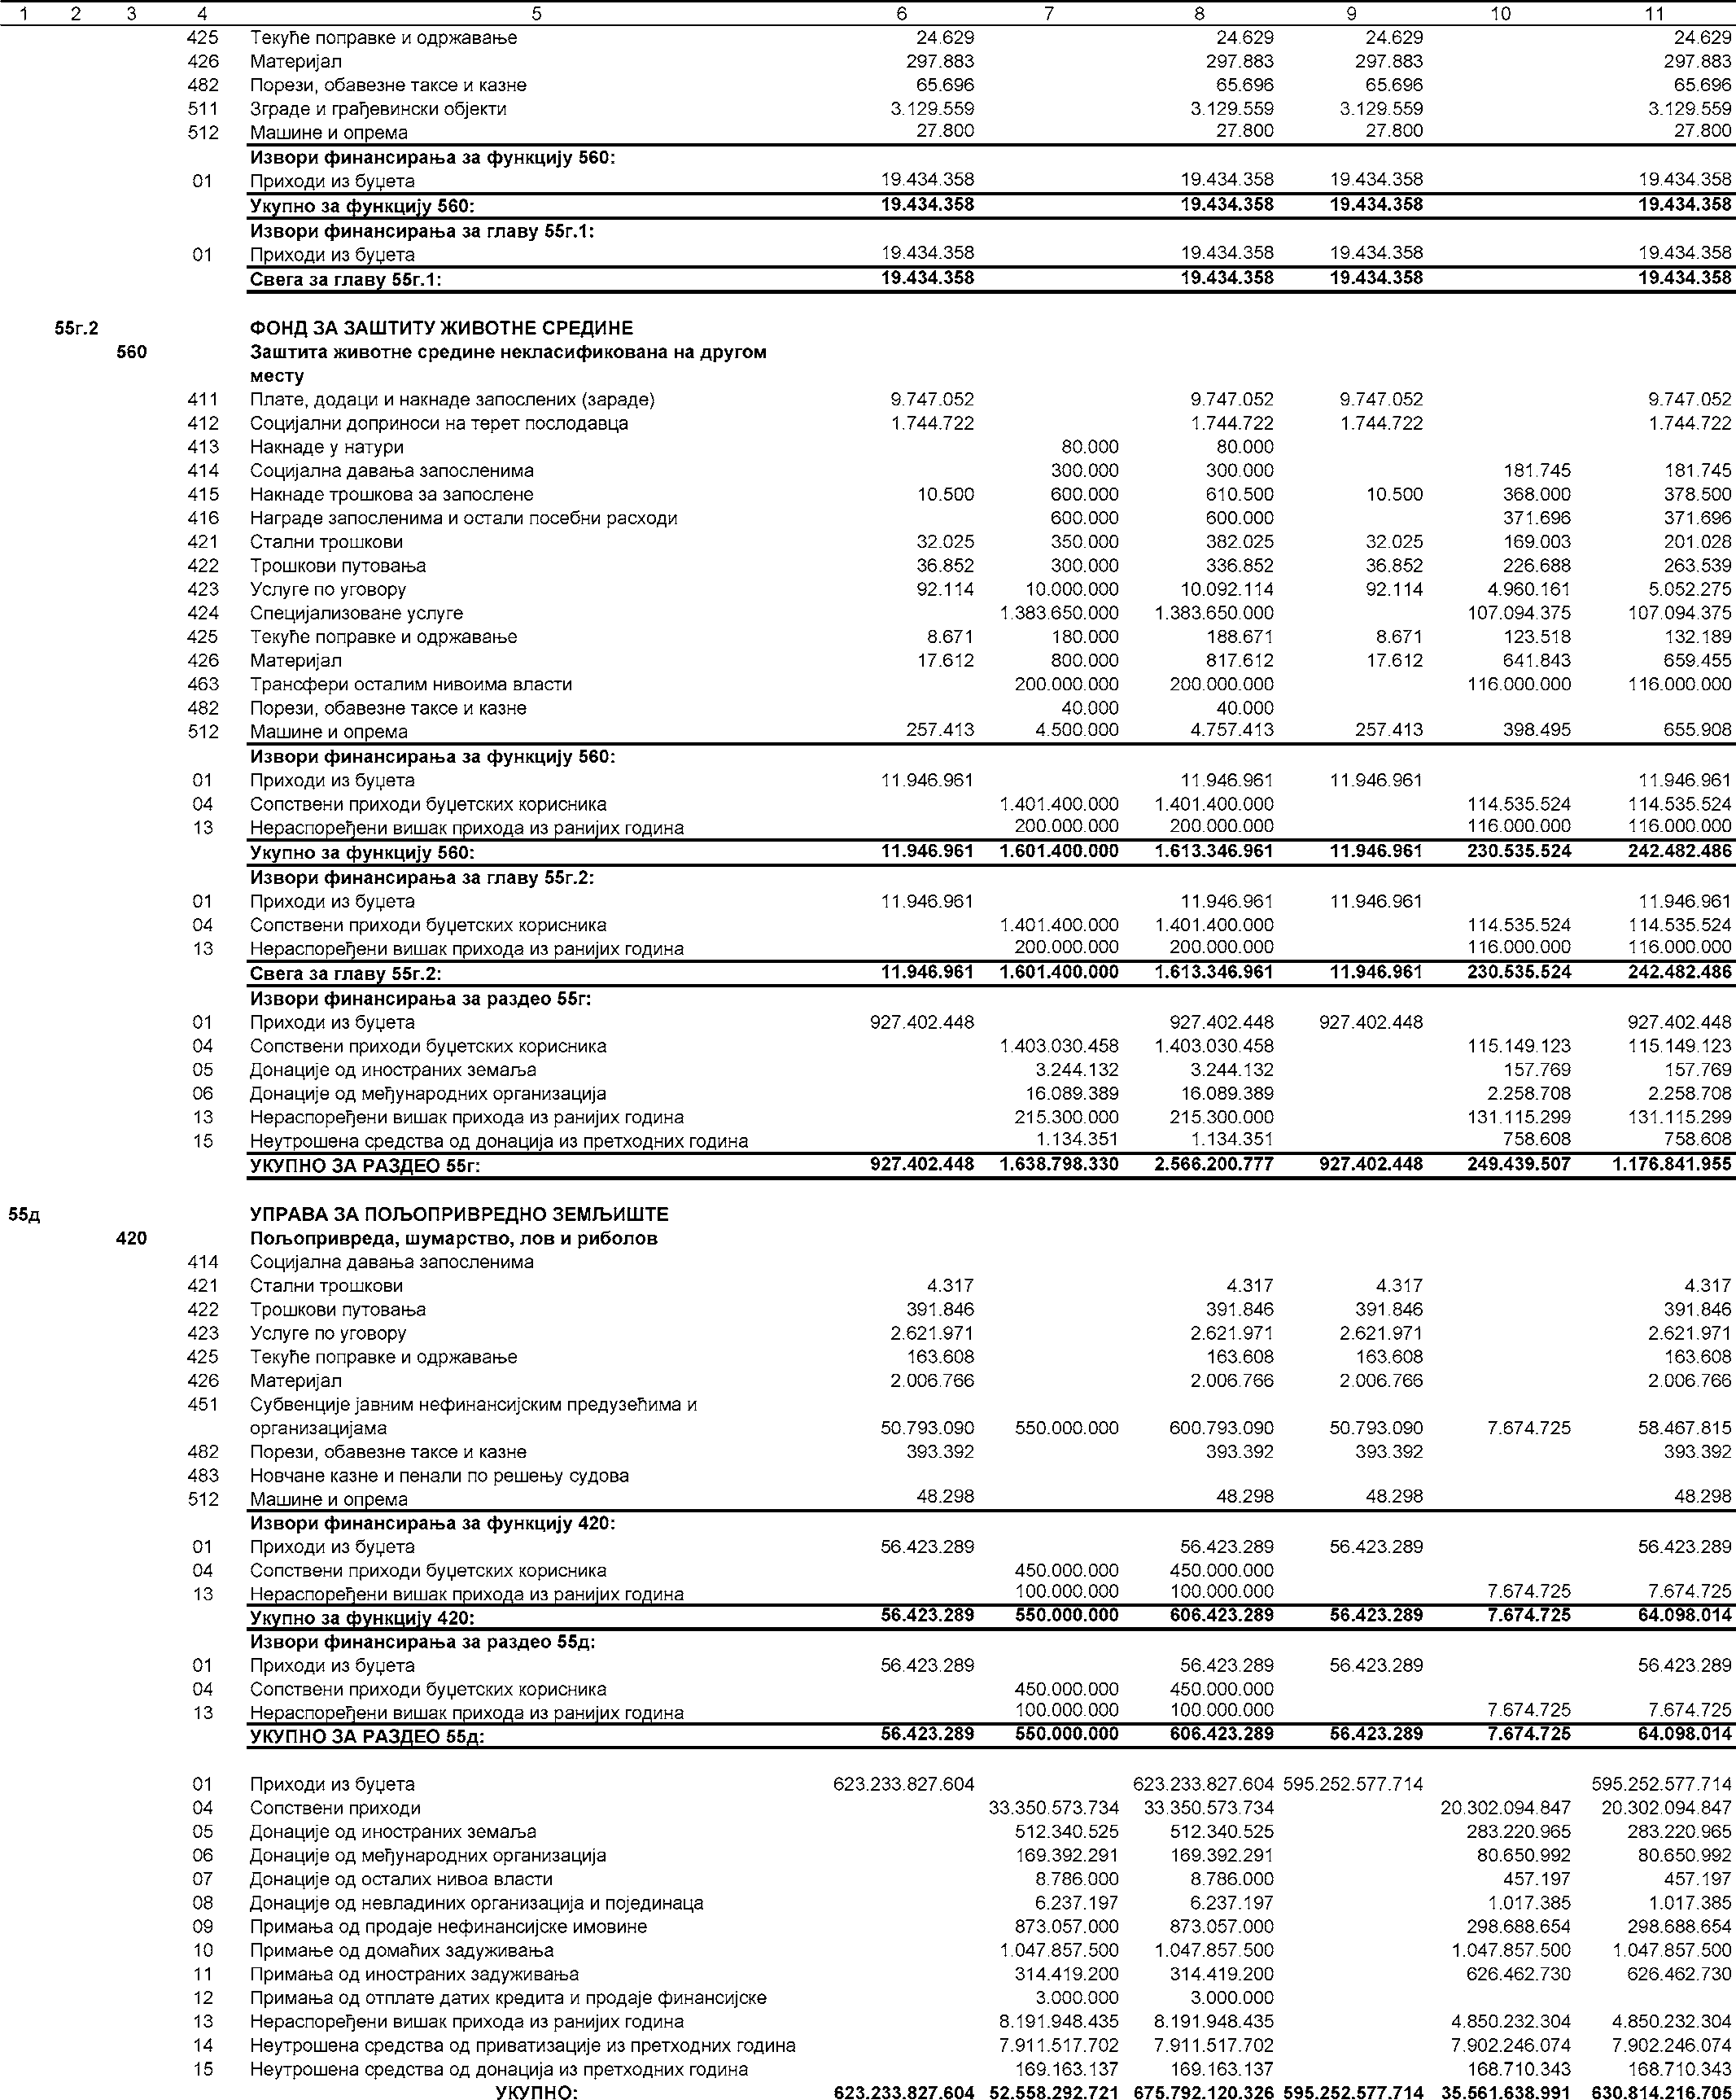 1 2 3 4 5 6 7 8 9 10 11
425 Текуће поправке и одржавање 24.629 24.629 24.629 24.629
426 Материјал 297.883 297.883 297.883 297.883
482 Порези, обавезне таксе и казне 65.696 65.696 65.696 65.696
511 Зграде и грађевински објекти 3.129.559 3.129.559 3.129.559 3.129.559
512 Машине и опрема 27.800 27.800 27.800 27.800
Извори финансирања за функцију 560:
01 Приходи из буџета 19.434.358 19.434.358 19.434.358 19.434.358
Укупно за функцију 560: 19.434.358 19.434.358 19.434.358 19.434.358
Извори финансирања за главу 55г.1:
01 Приходи из буџета 19.434.358 19.434.358 19.434.358 19.434.358
Свега за главу 55г.1: 19.434.358 19.434.358 19.434.358 19.434.358
55г.2 ФОНД ЗА ЗАШТИТУ ЖИВОТНЕ СРЕДИНЕ
560 Заштита животне средине некласификована на другом
месту
411 Плате, додаци и накнаде запослених (зараде) 9.747.052 9.747.052 9.747.052 9.747.052
412 Социјални доприноси на терет послодавца 1.744.722 1.744.722 1.744.722 1.744.722
413 Накнаде у натури 80.000 80.000
414 Социјална давања запосленима 300.000 300.000 181.745 181.745
415 Накнаде трошкова за запослене 10.500 600.000 610.500 10.500 368.000 378.500
416 Награде запосленима и остали посебни расходи 600.000 600.000 371.696 371.696
421 Стални трошкови 32.025 350.000 382.025 32.025 169.003 201.028
422 Трошкови путовања 36.852 300.000 336.852 36.852 226.688 263.539
423 Услуге по уговору 92.114 10.000.000 10.092.114 92.114 4.960.161 5.052.275
424 Специјализоване услуге 1.383.650.000 1.383.650.000 107.094.375 107.094.375
425 Текуће поправке и одржавање 8.671 180.000 188.671 8.671 123.518 132.189
426 Материјал 17.612 800.000 817.612 17.612 641.843 659.455
463 Трансфери осталим нивоима власти 200.000.000 200.000.000 116.000.000 116.000.000
482 Порези, обавезне таксе и казне 40.000 40.000
512 Машине и опрема 257.413 4.500.000 4.757.413 257.413 398.495 655.908
Извори финансирања за функцију 560:
01 Приходи из буџета 11.946.961 11.946.961 11.946.961 11.946.961
04 Сопствени приходи буџетских корисника 1.401.400.000 1.401.400.000 114.535.524 114.535.524
13 Нераспоређени вишак прихода из ранијих година 200.000.000 200.000.000 116.000.000 116.000.000
Укупно за функцију 560: 11.946.961 1.601.400.000 1.613.346.961 11.946.961 230.535.524 242.482.486
Извори финансирања за главу 55г.2:
01 Приходи из буџета 11.946.961 11.946.961 11.946.961 11.946.961
04 Сопствени приходи буџетских корисника 1.401.400.000 1.401.400.000 114.535.524 114.535.524
13 Нераспоређени вишак прихода из ранијих година 200.000.000 200.000.000 116.000.000 116.000.000
Свега за главу 55г.2: 11.946.961 1.601.400.000 1.613.346.961 11.946.961 230.535.524 242.482.486
Извори финансирања за раздео 55г:
01 Приходи из буџета 927.402.448 927.402.448 927.402.448 927.402.448
04 Сопствени приходи буџетских корисника 1.403.030.458 1.403.030.458 115.149.123 115.149.123
05 Донације од иностраних земаља 3.244.132 3.244.132 157.769 157.769
06 Донације од међународних организација 16.089.389 16.089.389 2.258.708 2.258.708
13 Нераспоређени вишак прихода из ранијих година 215.300.000 215.300.000 131.115.299 131.115.299
15 Неутрошена средства од донација из претходних година 1.134.351 1.134.351 758.608 758.608
УКУПНО ЗА РАЗДЕО 55г: 927.402.448 1.638.798.330 2.566.200.777 927.402.448 249.439.507 1.176.841.955
55д УПРАВА ЗА ПОЉОПРИВРЕДНО ЗЕМЉИШТЕ
420 Пољопривреда, шумарство, лов и риболов
414 Социјална давања запосленима
421 Стални трошкови 4.317 4.317 4.317 4.317
422 Трошкови путовања 391.846 391.846 391.846 391.846
423 Услуге по уговору 2.621.971 2.621.971 2.621.971 2.621.971
425 Текуће поправке и одржавање 163.608 163.608 163.608 163.608
426 Материјал 2.006.766 2.006.766 2.006.766 2.006.766
451 Субвенције јавним нефинансијским предузећима и
организацијама 50.793.090 550.000.000 600.793.090 50.793.090 7.674.725 58.467.815
482 Порези, обавезне таксе и казне 393.392 393.392 393.392 393.392
483 Новчане казне и пенали по решењу судова
512 Машине и опрема 48.298 48.298 48.298 48.298
Извори финансирања за функцију 420:
01 Приходи из буџета 56.423.289 56.423.289 56.423.289 56.423.289
04 Сопствени приходи буџетских корисника 450.000.000 450.000.000
13 Нераспоређени вишак прихода из ранијих година 100.000.000 100.000.000 7.674.725 7.674.725
Укупно за функцију 420: 56.423.289 550.000.000 606.423.289 56.423.289 7.674.725 64.098.014
Извори финансирања за раздео 55д:
01 Приходи из буџета 56.423.289 56.423.289 56.423.289 56.423.289
04 Сопствени приходи буџетских корисника 450.000.000 450.000.000
13 Нераспоређени вишак прихода из ранијих година 100.000.000 100.000.000 7.674.725 7.674.725
УКУПНО ЗА РАЗДЕО 55д: 56.423.289 550.000.000 606.423.289 56.423.289 7.674.725 64.098.014
01 Приходи из буџета 623.233.827.604 623.233.827.604 595.252.577.714 595.252.577.714
04 Сопствени приходи 33.350.573.734 33.350.573.734 20.302.094.847 20.302.094.847
05 Донације од иностраних земаља 512.340.525 512.340.525 283.220.965 283.220.965
06 Донације од међународних организација 169.392.291 169.392.291 80.650.992 80.650.992
07 Донације од осталих нивоа власти 8.786.000 8.786.000 457.197 457.197
08 Донације од невладиних организација и појединаца 6.237.197 6.237.197 1.017.385 1.017.385
09 Примања од продаје нефинансијске имовине 873.057.000 873.057.000 298.688.654 298.688.654
10 Примање од домаћих задуживања 1.047.857.500 1.047.857.500 1.047.857.500 1.047.857.500
11 Примања од иностраних задуживања 314.419.200 314.419.200 626.462.730 626.462.730
12 Примања од отплате датих кредита и продаје финансијске 3.000.000 3.000.000
13 Нераспоређени вишак прихода из ранијих година 8.191.948.435 8.191.948.435 4.850.232.304 4.850.232.304
14 Неутрошена средства од приватизације из претходних година 7.911.517.702 7.911.517.702 7.902.246.074 7.902.246.074
15 Неутрошена средства од донација из претходних година 169.163.137 169.163.137 168.710.343 168.710.343
УКУПНО: 623.233.827.604 52.558.292.721 675.792.120.326 595.252.577.714 35.561.638.991 630.814.216.705